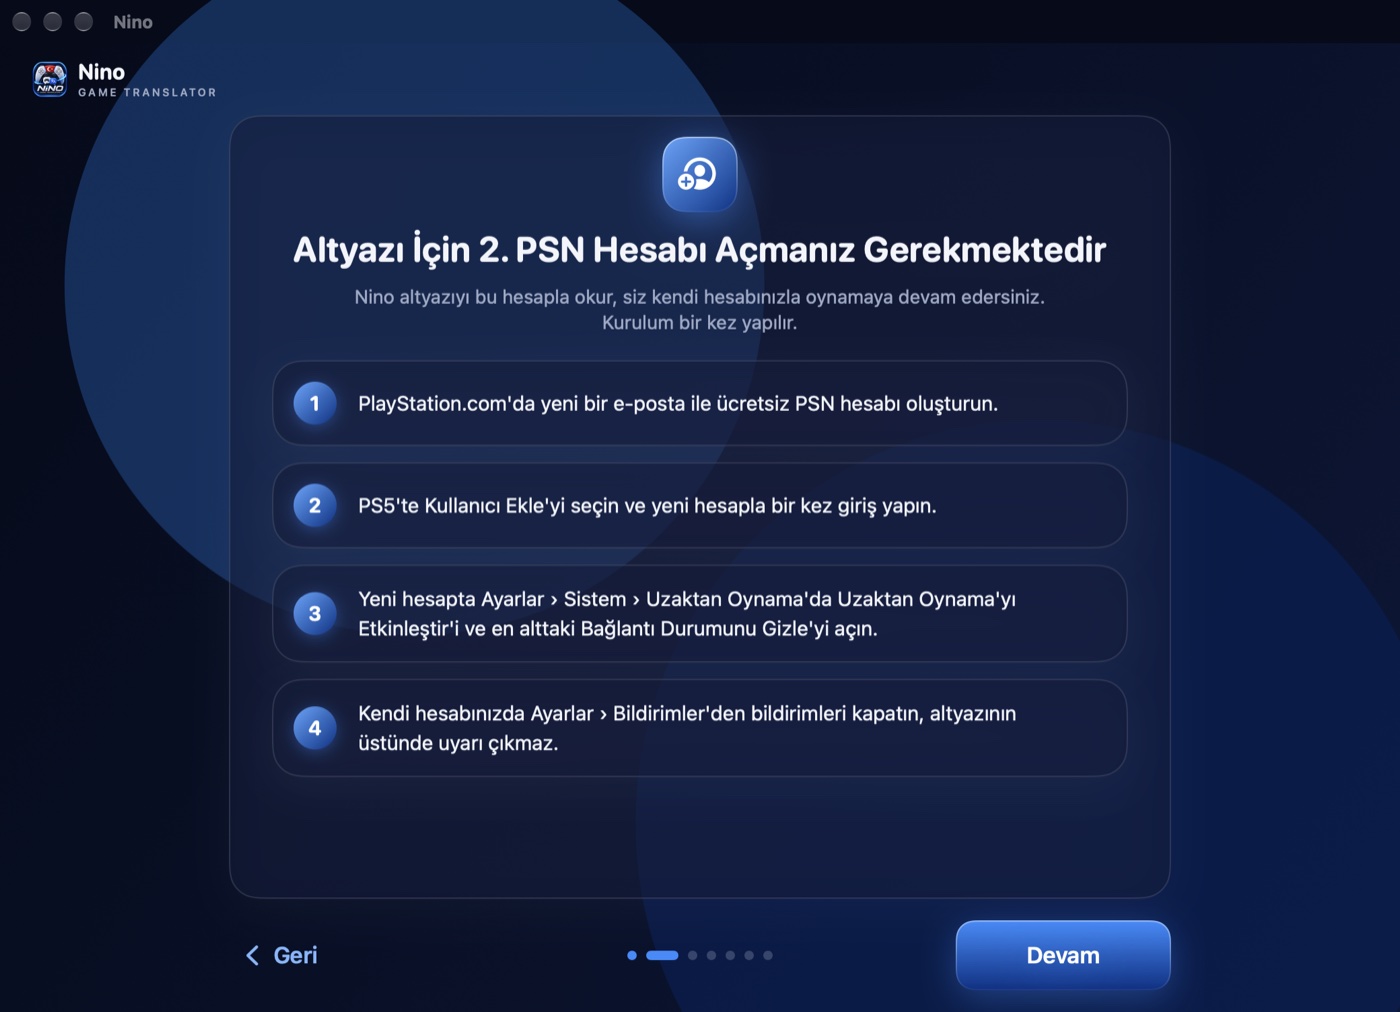 Nino
Nino
GAME TRANSLATOR
NiNO
Altyazı İçin 2. PSN Hesabı Açmanız Gerekmektedir
Nino altyazıyı bu hesapla okur, siz kendi hesabınızla oynamaya devam edersiniz.
Kurulum bir kez yapılır.
1
PlayStation.com'da yeni bir e-posta ile ücretsiz PSN hesabı oluşturun.
2
PS5'te Kullanıcı Ekle'yi seçin ve yeni hesapla bir kez giriş yapın.
3
Yeni hesapta Ayarlar › Sistem › Uzaktan Oynama'da Uzaktan Oynama'yı
Etkinleştir'i ve en alttaki Bağlantı Durumunu Gizle'yi açın.
4
Kendi hesabınızda Ayarlar › Bildirimler'den bildirimleri kapatın, altyazının
üstünde uyarı çıkmaz.
Geri
Devam